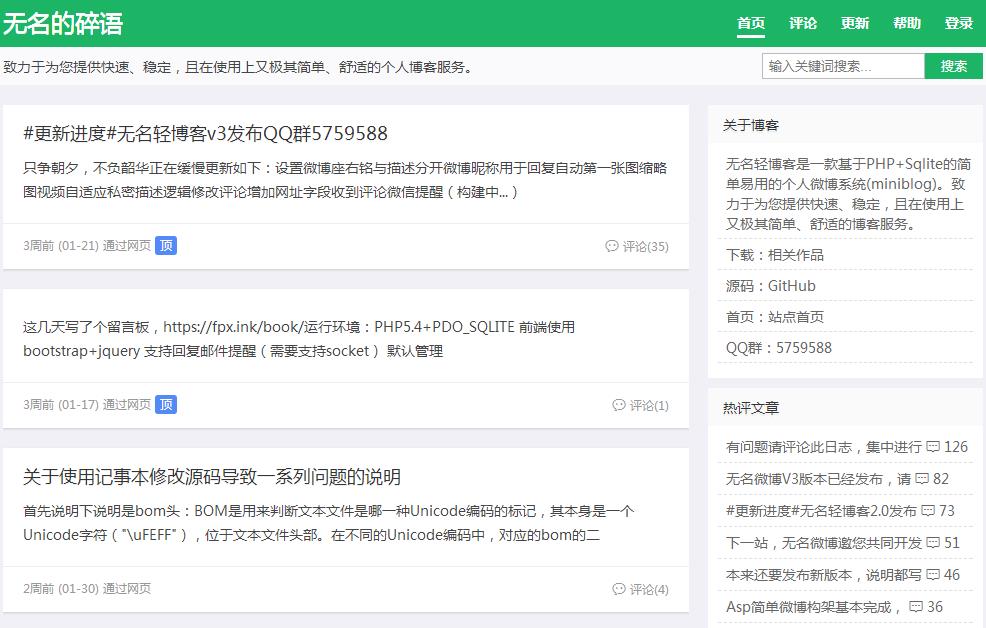 无名的碎语
首页 评论 更新 帮助 登录
致力于为您提供快速、稳定，且在使用上又极其简单、舒适的个人博客服务。
输入关键词搜索... 搜索
#更新进度#无名轻博客v3发布QQ群5759588
只争朝夕，不负韶华正在缓慢更新如下：设置微博座右铭与描述分开微博昵称用于回复自动第一张图缩略
图视频自适应私密描述逻辑修改评论增加网址字段收到评论微信提醒（构建中... ）
3周前 (01-21) 通过网页 顶 评论(35)
这几天写了个留言板，https://fpx.ink/book/运行环境：PHP5.4+PDO_SQLITE 前端使用
bootstrap+jquery 支持回复邮件提醒（需要支持socket ）默认管理
3周前 (01-17) 通过网页 顶 评论(1)
关于使用记事本修改源码导致一系列问题的说明
首先说明下说明是bom头：BOM是用来判断文本文件是哪一种Unicode编码的标记，其本身是一个
Unicode字符（"\uFEFF"），位于文本文件头部。在不同的Unicode编码中，对应的bom的二
2周前 (01-30) 通过网页 评论(4)
关于博客
无名轻博客是一款基于PHP+Sqlite的简
单易用的个人微博系统(miniblog)。致
力于为您提供快速、稳定，且在使用上
又极其简单、舒适的博客服务。
下载：相关作品
源码：GitHub
首页：站点首页
QQ群：5759588
热评文章
有问题请评论此日志，集中进行 126
无名微博V3版本已经发布，请 82
#更新进度#无名轻博客2.0发布 73
下一站，无名微博邀您共同开发 51
本来还要发布新版本，说明都写 46
Asp简单微博构架基本完成， 36